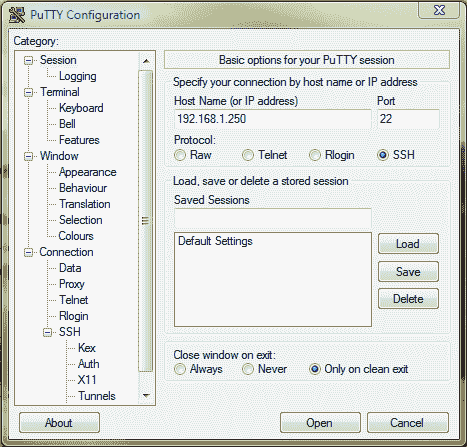 PuTTY Configuration
Category:
Session
Logging
Terminal
Keyboard
Bell
Features
Window
Appearance
Behaviour
Translation
Selection
Colours
Connection
Data
Proxy
Telnet
Rlogin
SSH
Kex
Auth
X11
Tunnels
Basic options for your PuTTY session
Specify your connection by host name or IP address
Host Name (or IP address) Port
192.168.1.250 22
Protocol:
Raw Telnet Rlogin SSH
Load, save or delete a stored session
Saved Sessions
Default Settings
Load
Save
Delete
Close window on exit:
Always Never Only on clean exit
About Open Cancel